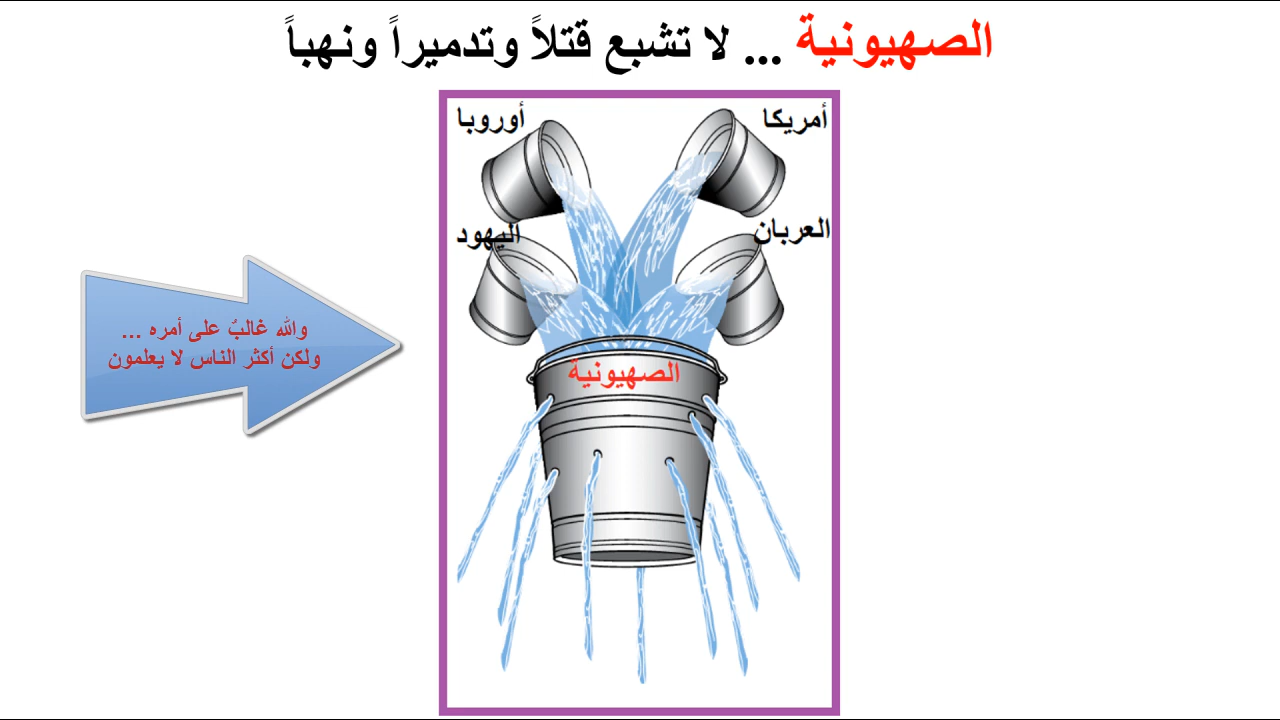 الصهيونية ... لا تشبع قتلاً وتدميراً ونهباً
أمريكا
أوروبا
العربان
اليهود
الصهيونية
والله غالبٌ على أمره ...
ولكن أكثر الناس لا يعلمون